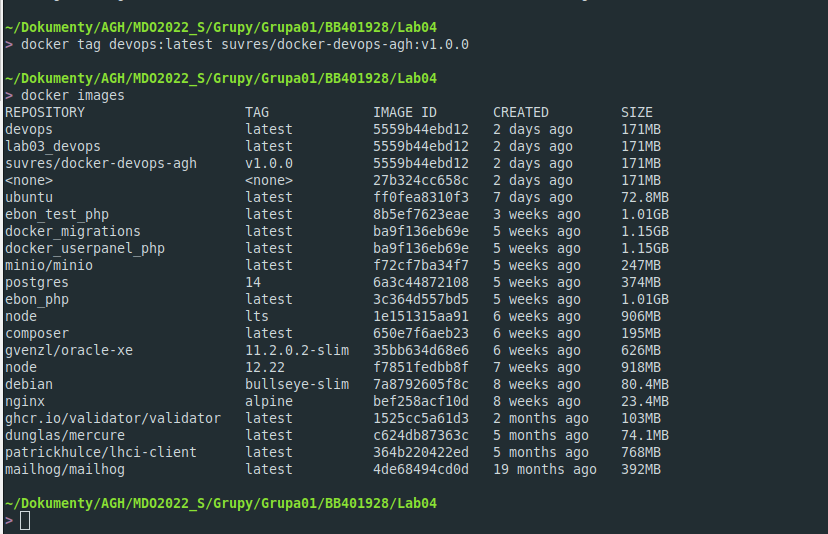 ~/Dokumenty/AGH/MDO2022_S/Grupy/Grupa01/BB401928/Lab04
> docker tag devops:latest suvres/docker-devops-agh:v1.0.0
~/Dokumenty/AGH/MDO2022_S/Grupy/Grupa01/BB401928/Lab04
> docker images
REPOSITORY TAG IMAGE ID CREATED SIZE
devops latest 5559b44ebd12 2 days ago 171MB
lab03_devops latest 5559b44ebd12 2 days ago 171MB
suvres/docker-devops-agh v1.0.0 5559b44ebd12 2 days ago 171MB
<none> <none> 27b324cc658c 2 days ago 171MB
ubuntu latest ff0fea8310f3 7 days ago 72.8MB
ebon_test_php latest 8b5ef7623eae 3 weeks ago 1.01GB
docker_migrations latest ba9f136eb69e 5 weeks ago 1.15GB
docker_userpanel_php latest ba9f136eb69e 5 weeks ago 1.15GB
minio/minio latest f72cf7ba34f7 5 weeks ago 247MB
postgres 14 6a3c44872108 5 weeks ago 374MB
ebon_php latest 3c364d557bd5 5 weeks ago 1.01GB
node lts 1e151315aa91 6 weeks ago 906MB
composer latest 650e7f6aeb23 6 weeks ago 195MB
gvenzl/oracle-xe 11.2.0.2-slim 35bb634d68e6 6 weeks ago 626MB
node 12.22 f7851fedbb8f 7 weeks ago 918MB
debian bullseye-slim 7a8792605f8c 8 weeks ago 80.4MB
nginx alpine bef258acf10d 8 weeks ago 23.4MB
ghcr.io/validator/validator latest 1525cc5a61d3 2 months ago 103MB
dunglas/mercure latest c624db87363c 5 months ago 74.1MB
patrickhulce/lhci-client latest 364b220422ed 5 months ago 768MB
mailhog/mailhog latest 4de68494cd0d 19 months ago 392MB
~/Dokumenty/AGH/MDO2022_S/Grupy/Grupa01/BB401928/Lab04
>